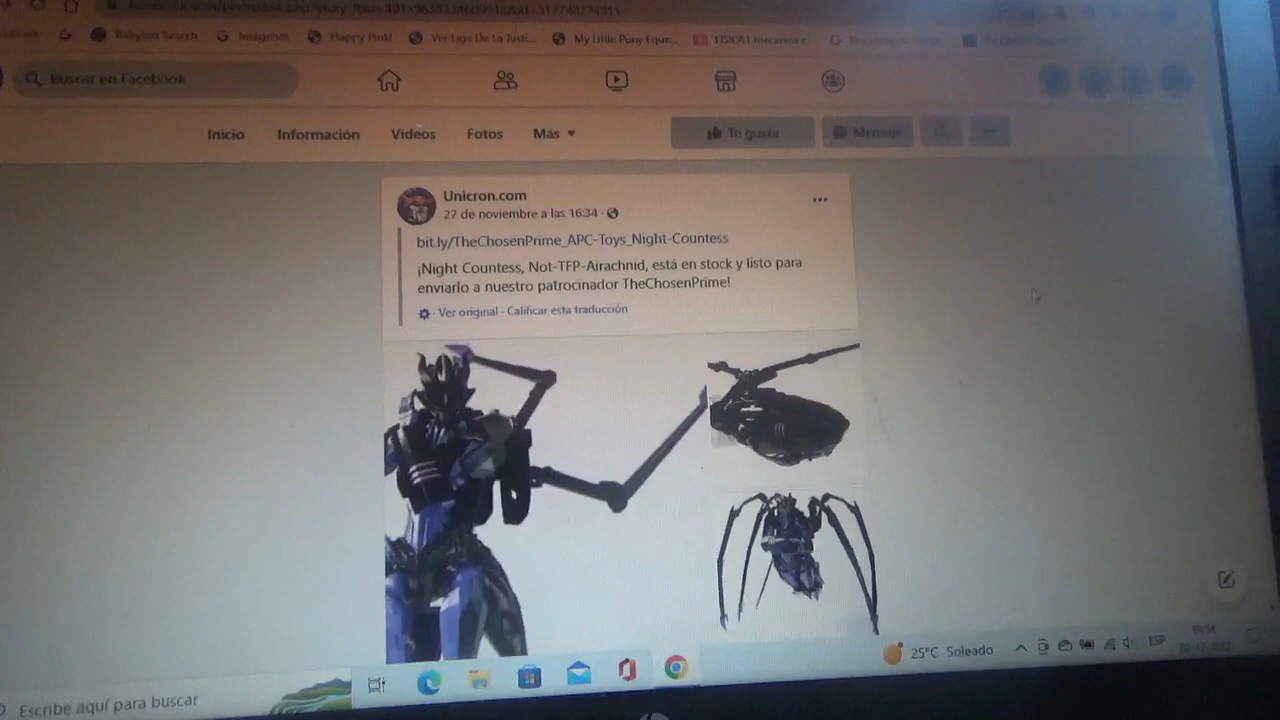 Babylon Search
Imágenes
Happy Pink!
Ver Liga De La Justi...
My Little Pony Eque...
FISICA I mecanica c
Buscar en Facebook
Inicio Información Videos Fotos Más
Te gusta
Mensaje
Unicron.com
27 de noviembre a las 16:34
bit.ly/TheChosenPrime_APC-Toys_Night-Countess
¡Night Countess, Not-TFP-Airachnid, está en stock y listo para
enviarlo a nuestro patrocinador TheChosenPrime!
Ver original · Calificar esta traducción
25°C Soleado
ESP
Escribe aquí para buscar